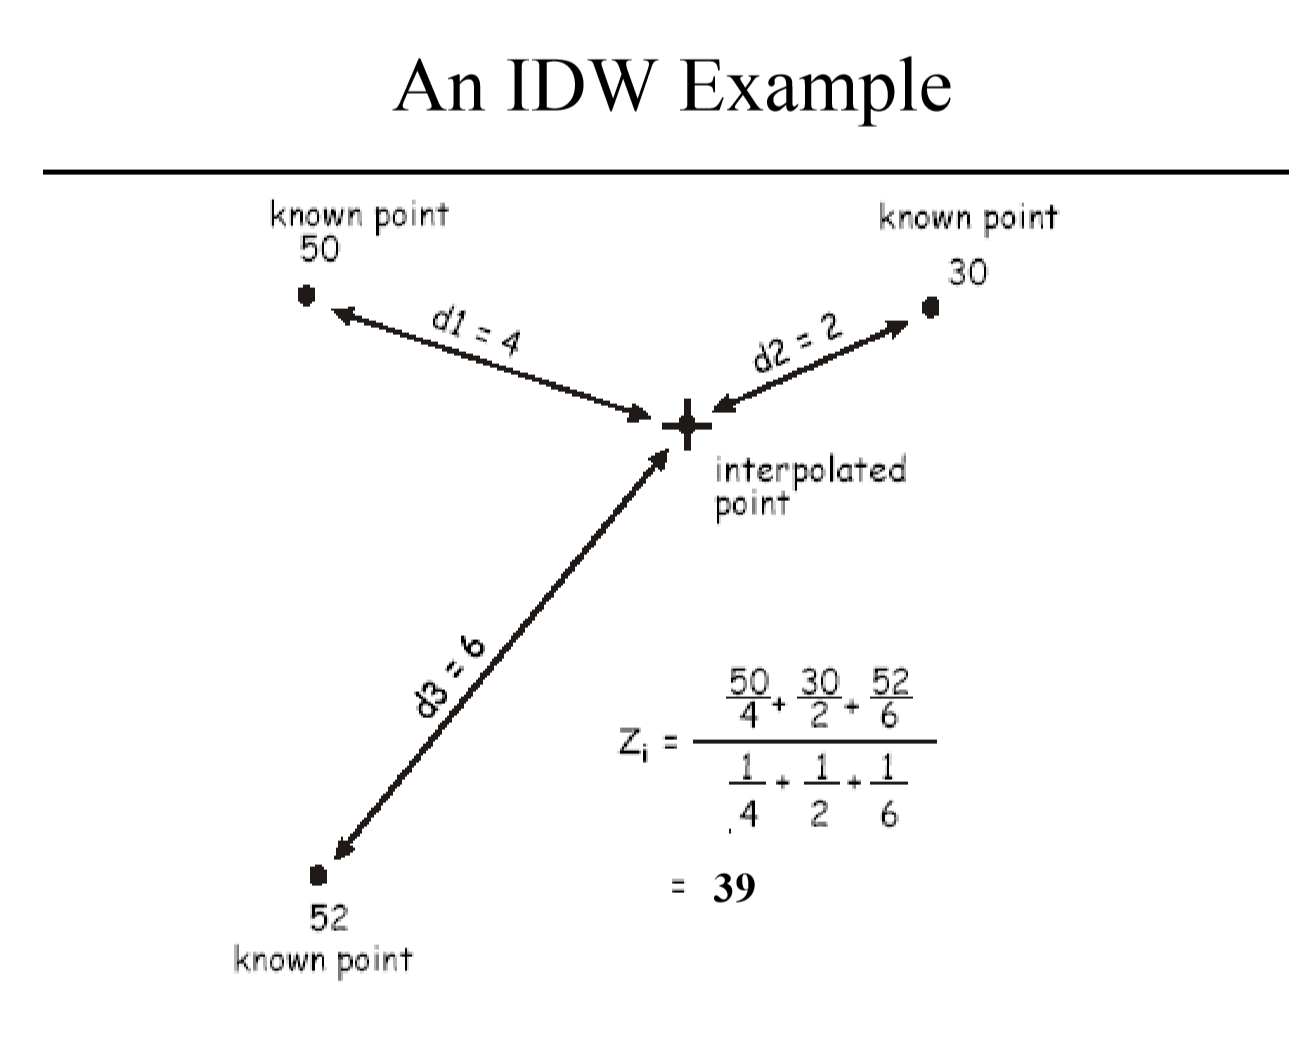 An IDW Example
known point
50
known point
30
d1 = 4
d2 = 2
interpolated
point
d3 = 6
50/4 + 30/2 + 52/6
Zi =
1/4 + 1/2 + 1/6
= 39
52
known point